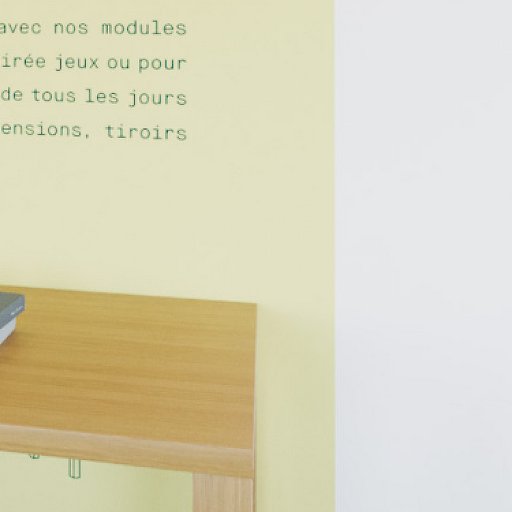 avec nos modules
irée jeux ou pour
de tous les jours
ensions, tiroirs